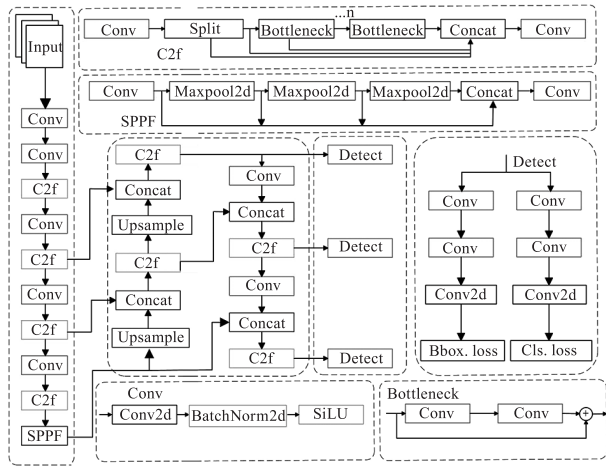 Input
Conv
Conv
C2f
Conv
C2f
Conv
C2f
Conv
C2f
SPPF
...n
Conv Split Bottleneck Bottleneck Concat Conv
C2f
Conv Maxpool2d Maxpool2d Maxpool2d Concat Conv
SPPF
C2f
Concat
Upsample
C2f
Concat
Upsample
Conv
Concat
C2f
Conv
Concat
C2f
Detect
Detect
Detect
Detect
Conv Conv
Conv Conv
Conv2d Conv2d
Bbox. loss Cls. loss
Conv
Conv2d BatchNorm2d SiLU
Bottleneck
Conv Conv +